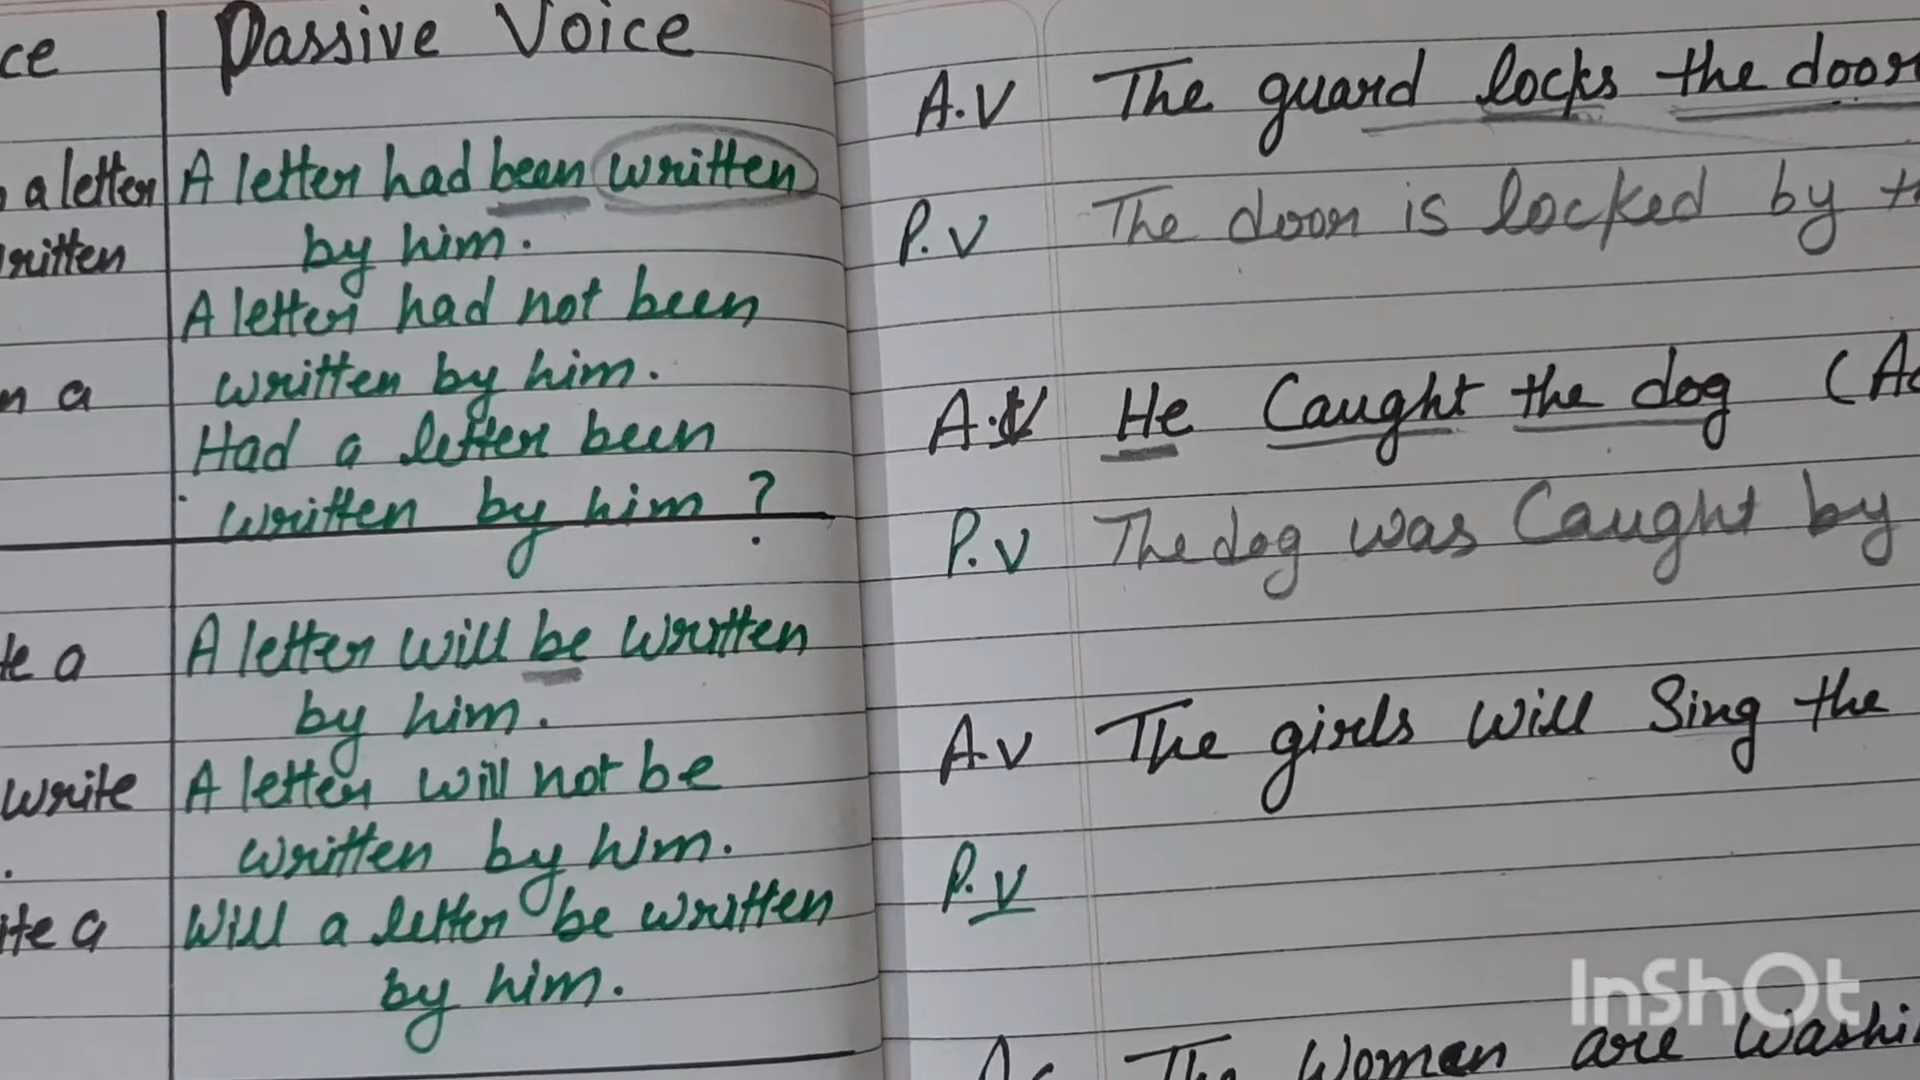 ce Passive Voice
a letter A letter had been written
written by him.
A letter had not been
n a written by him.
Had a letter been
written by him ?
te a A letter will be written
by him.
write A letter will not be
. written by him.
ite a Will a letter be written
by him.
A.V The guard locks the door
P.V The door is locked by
A.V He Caught the dog (Ac
P.V The dog was Caught by
A.V The girls will Sing the
P.V
The Women are Washi
InShOt